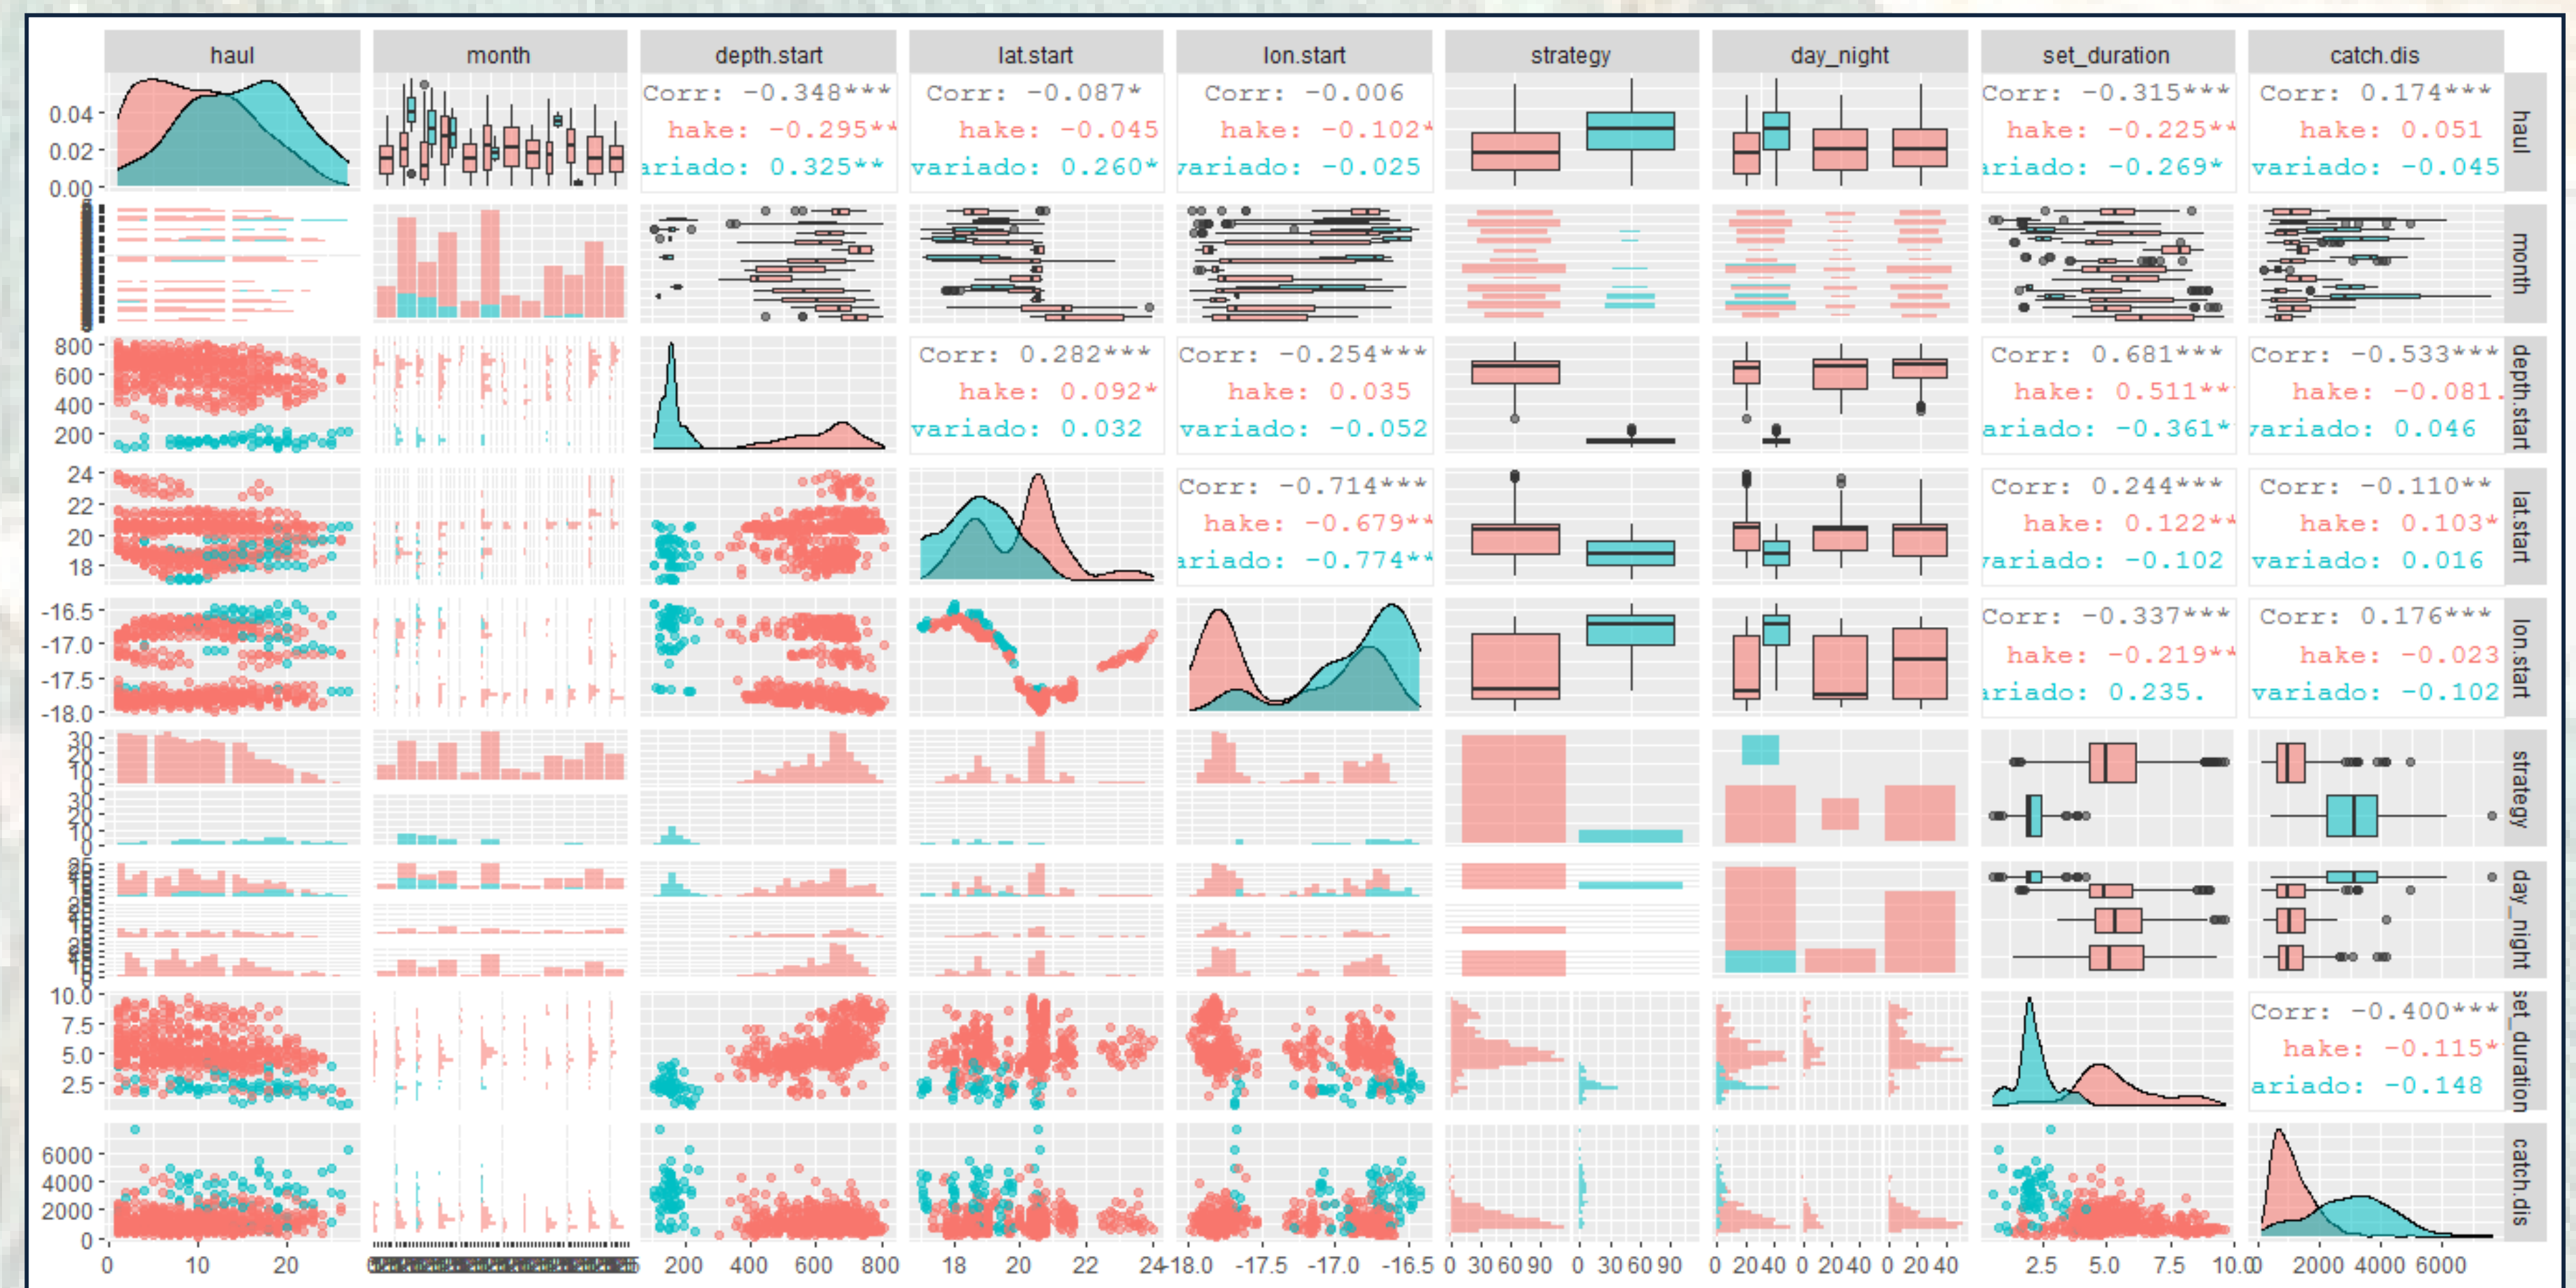 haul month depth.start lat.start lon.start strategy day_night set_duration catch.dis
Corr: -0.348*** Corr: -0.087* Corr: -0.006 Corr: -0.315*** Corr: 0.174***
hake: -0.295** hake: -0.045 hake: -0.102* hake: -0.225** hake: 0.051
ariado: 0.325** variado: 0.260* variado: -0.025 ariado: -0.269* variado: -0.045
0.04
0.02
0.00
haul
month
Corr: 0.282*** Corr: -0.254*** Corr: 0.681*** Corr: -0.533***
hake: 0.092* hake: 0.035 hake: 0.511** hake: -0.081.
variado: 0.032 variado: -0.052 ariado: -0.361* variado: 0.046
800
600
400
200
depth.start
Corr: -0.714*** Corr: 0.244*** Corr: -0.110**
hake: -0.679** hake: 0.122** hake: 0.103*
ariado: -0.774** variado: -0.102 variado: 0.016
24
22
20
18
lat.start
Corr: -0.337*** Corr: 0.176***
hake: -0.219** hake: -0.023
ariado: 0.235. variado: -0.102
-16.5
-17.0
-17.5
-18.0
lon.start
30
20
10
0
30
20
10
0
strategy
day_night
Corr: -0.400***
hake: -0.115*
ariado: -0.148
10.0
7.5
5.0
2.5
set_duration
6000
4000
2000
0
catch.dis
0 10 20 200 400 600 800 18 20 22 24 -18.0 -17.5 -17.0 -16.5 0 30 60 90 0 30 60 90 0 20 40 0 20 40 0 20 40 2.5 5.0 7.5 10.0 0 2000 4000 6000